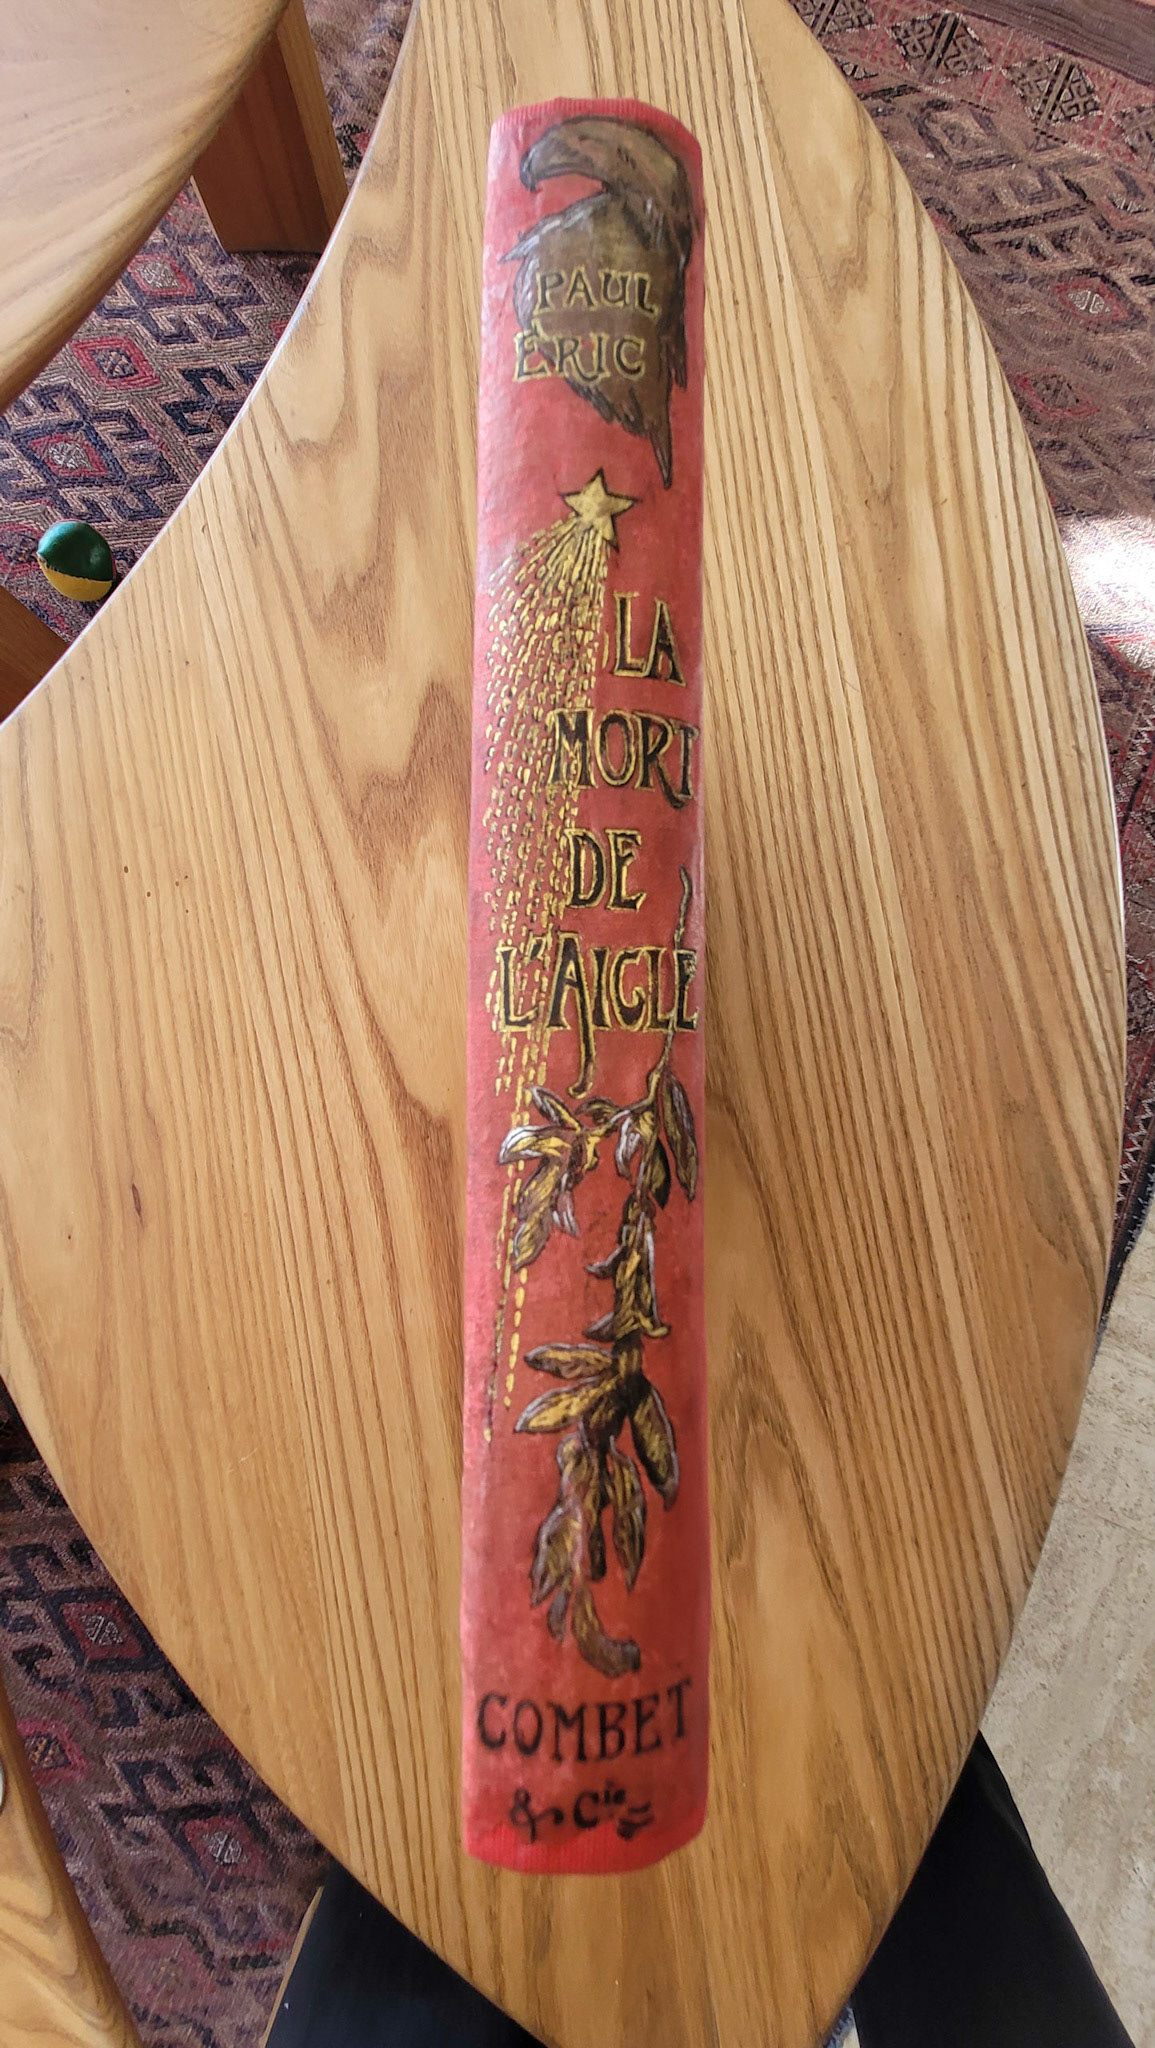 PAUL
ÉRIC
LA
MORT
DE
L'AIGLE
COMBET
& Cie